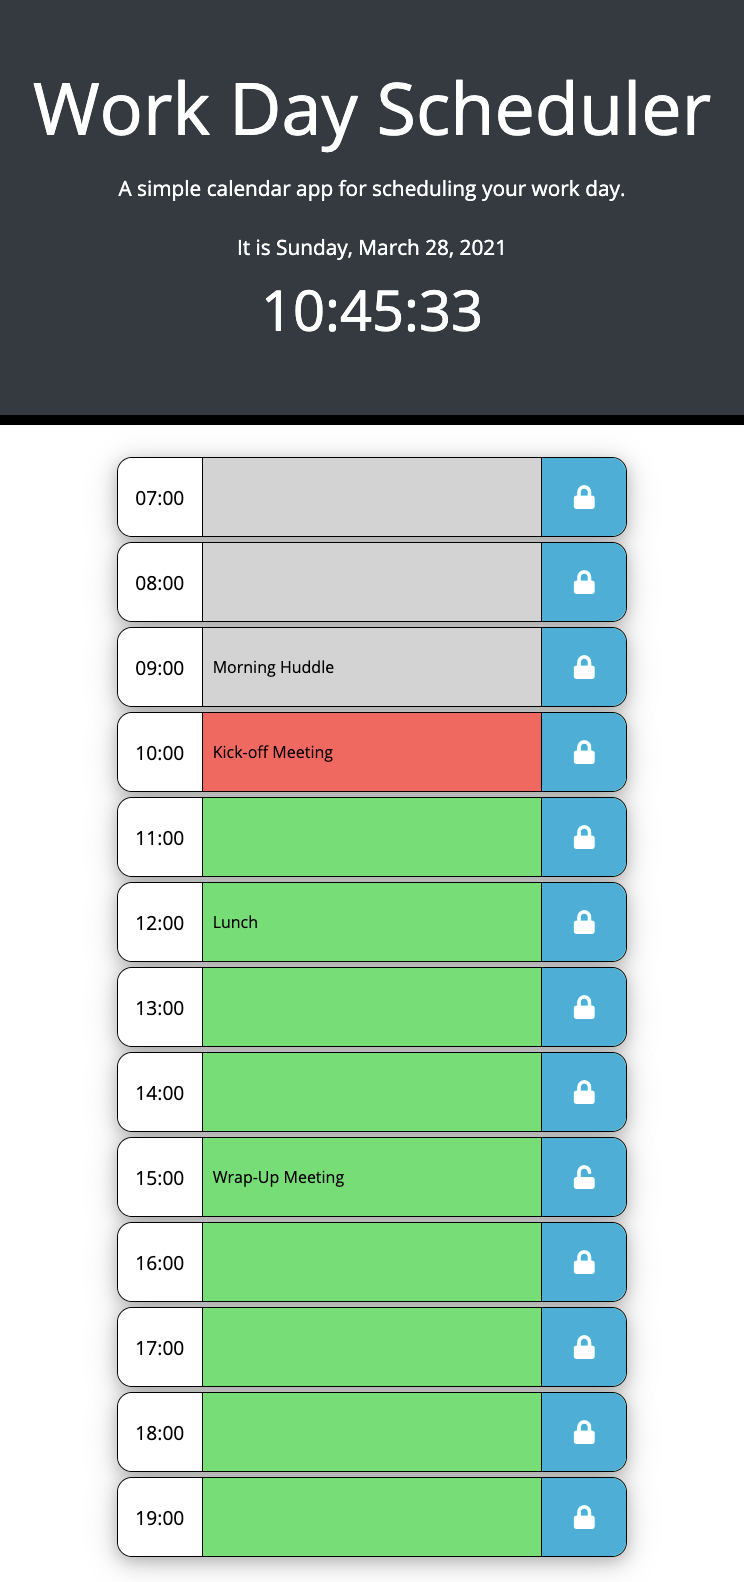 Work Day Scheduler
A simple calendar app for scheduling your work day.
It is Sunday, March 28, 2021
10:45:33
07:00
08:00
09:00 Morning Huddle
10:00 Kick-off Meeting
11:00
12:00 Lunch
13:00
14:00
15:00 Wrap-Up Meeting
16:00
17:00
18:00
19:00